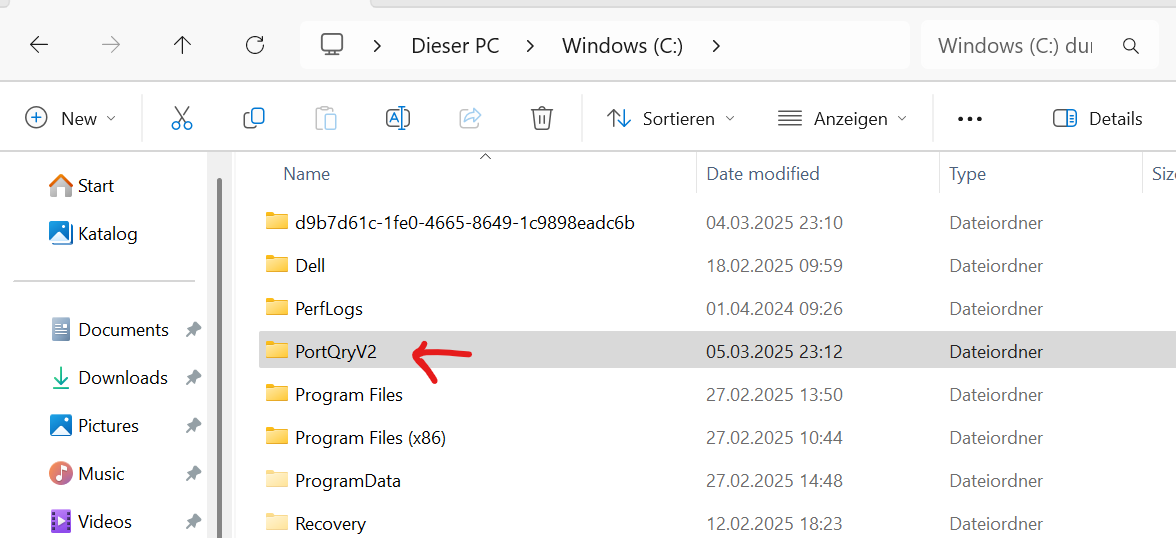 Dieser PC Windows (C:) Windows (C:) du
New Sortieren Anzeigen Details
Start
Katalog
Documents
Downloads
Pictures
Music
Videos
Name Date modified Type Siz
d9b7d61c-1fe0-4665-8649-1c9898eadc6b 04.03.2025 23:10 Dateiordner
Dell 18.02.2025 09:59 Dateiordner
PerfLogs 01.04.2024 09:26 Dateiordner
PortQryV2 05.03.2025 23:12 Dateiordner
Program Files 27.02.2025 13:50 Dateiordner
Program Files (x86) 27.02.2025 10:44 Dateiordner
ProgramData 27.02.2025 14:48 Dateiordner
Recovery 12.02.2025 18:23 Dateiordner